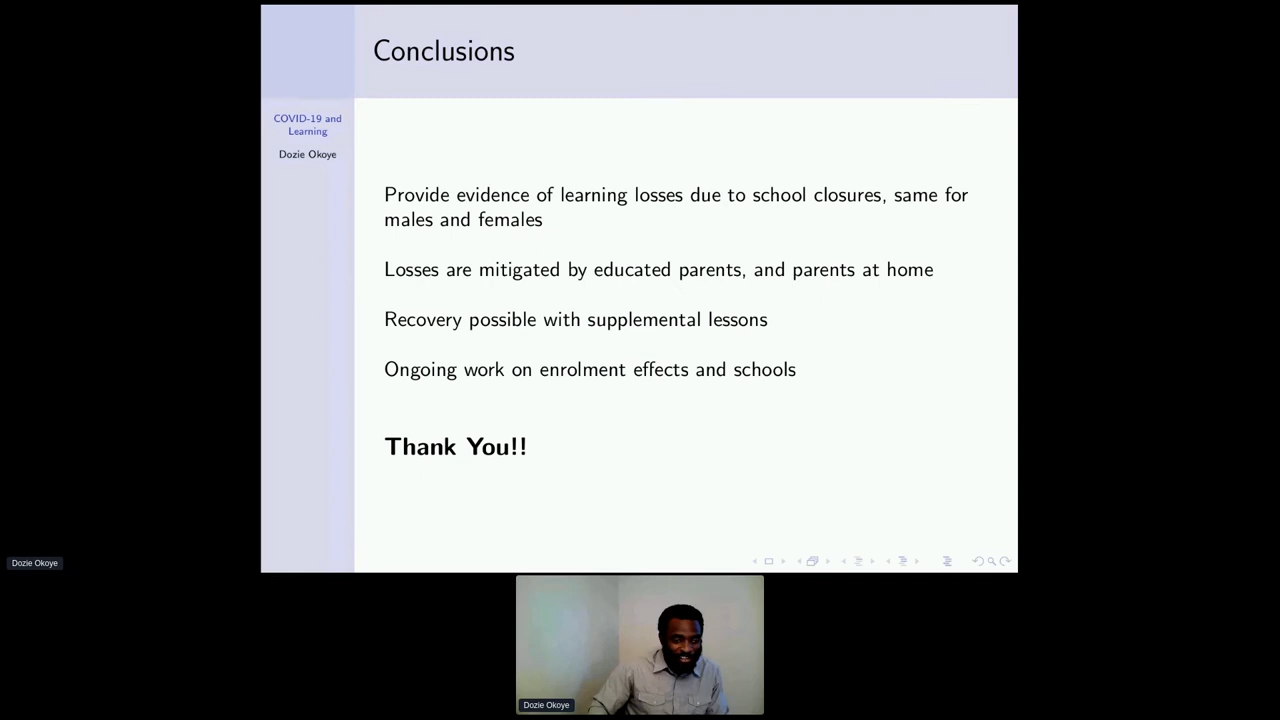 Conclusions
COVID-19 and
Learning
Dozie Okoye
Provide evidence of learning losses due to school closures, same for
males and females
Losses are mitigated by educated parents, and parents at home
Recovery possible with supplemental lessons
Ongoing work on enrolment effects and schools
Thank You!!
Dozie Okoye
Dozie Okoye